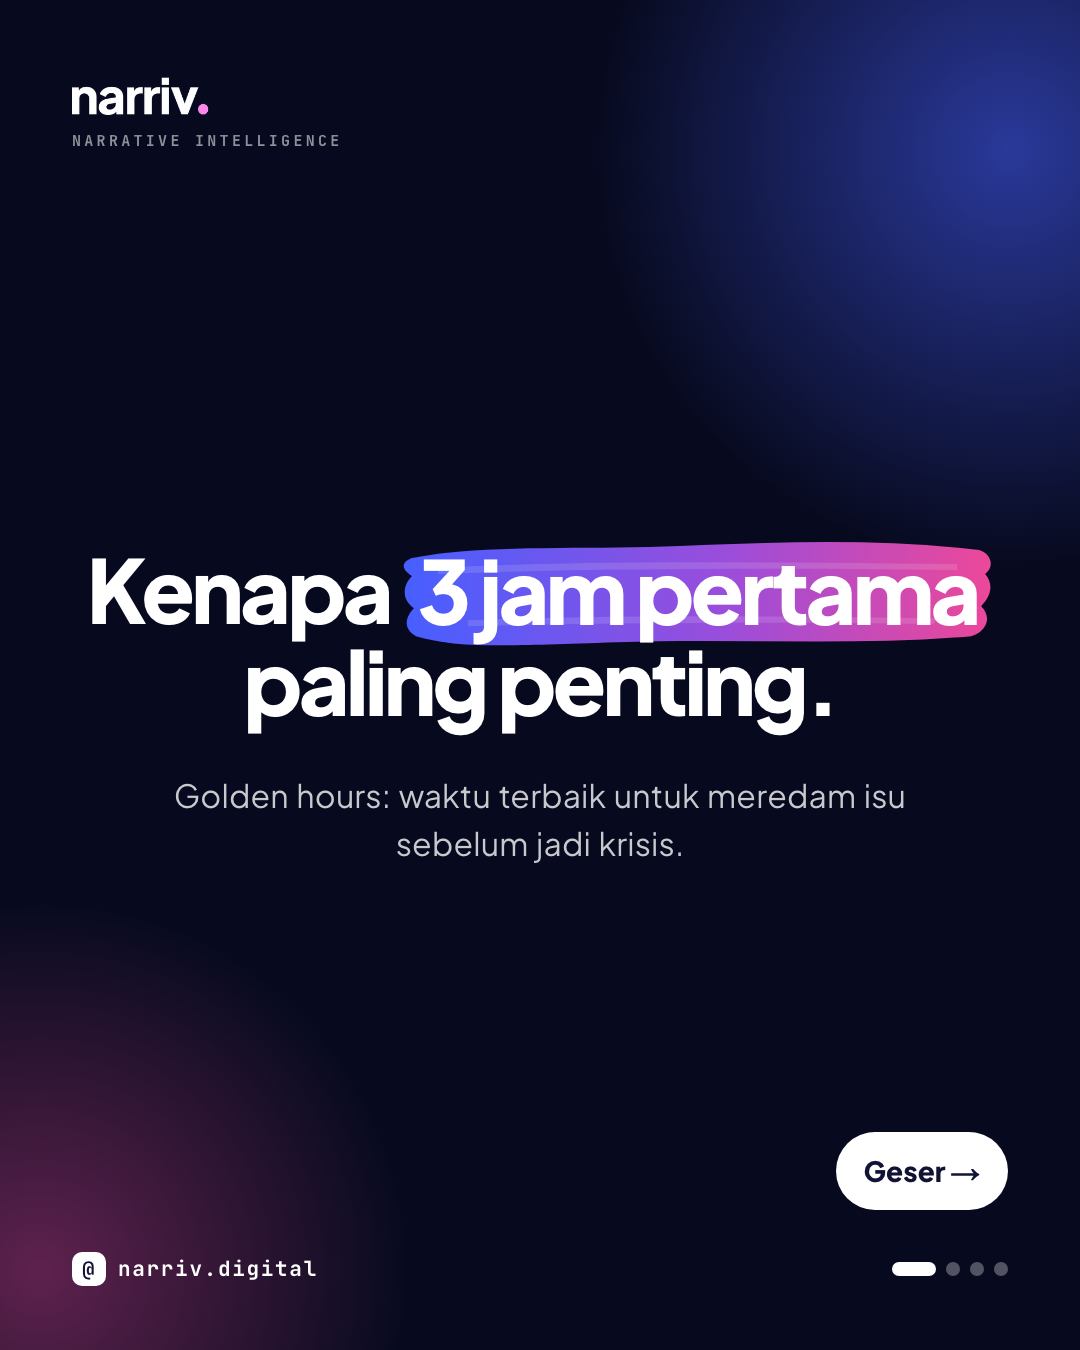 narriv.
NARRATIVE INTELLIGENCE
Kenapa 3 jam pertama
paling penting.
Golden hours: waktu terbaik untuk meredam isu
sebelum jadi krisis.
Geser →
@ narriv.digital